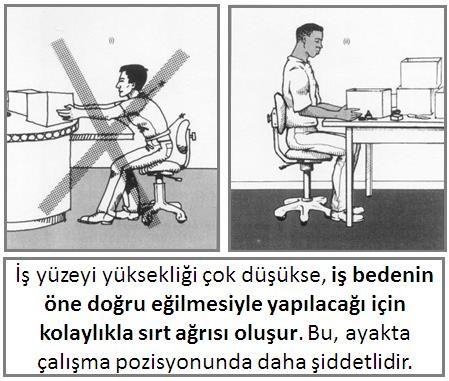 (i)
(ii)
İş yüzeyi yüksekliği çok düşükse, iş bedenin
öne doğru eğilmesiyle yapılacağı için
kolaylıkla sırt ağrısı oluşur. Bu, ayakta
çalışma pozisyonunda daha şiddetlidir.